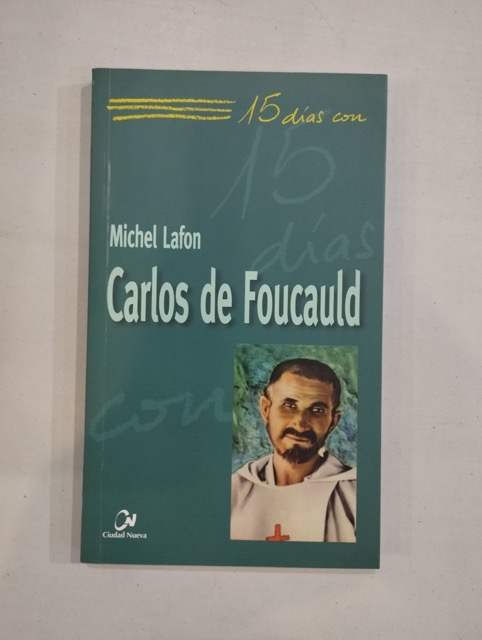 15 días con
15
días
con
Michel Lafon
Carlos de Foucauld
Ciudad Nueva